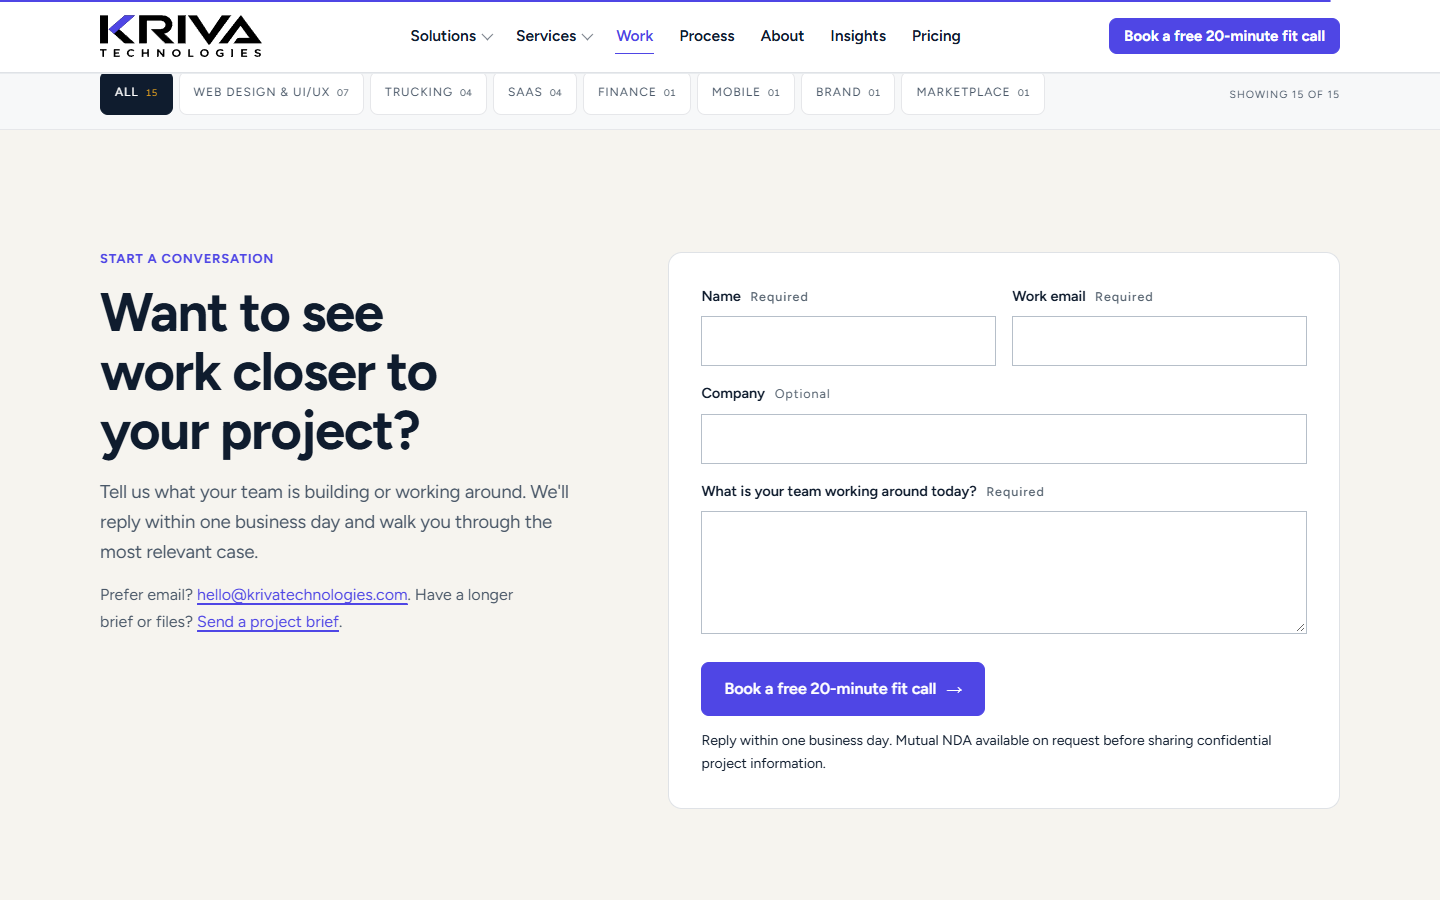 KRIVA
TECHNOLOGIES
Solutions Services Work Process About Insights Pricing
Book a free 20-minute fit call
ALL 15 WEB DESIGN & UI/UX 07 TRUCKING 04 SAAS 04 FINANCE 01 MOBILE 01 BRAND 01 MARKETPLACE 01
SHOWING 15 OF 15
START A CONVERSATION
Want to see
work closer to
your project?
Tell us what your team is building or working around. We'll
reply within one business day and walk you through the
most relevant case.
Prefer email? hello@krivatechnologies.com. Have a longer
brief or files? Send a project brief.
Name Required
Work email Required
Company Optional
What is your team working around today? Required
Book a free 20-minute fit call →
Reply within one business day. Mutual NDA available on request before sharing confidential
project information.